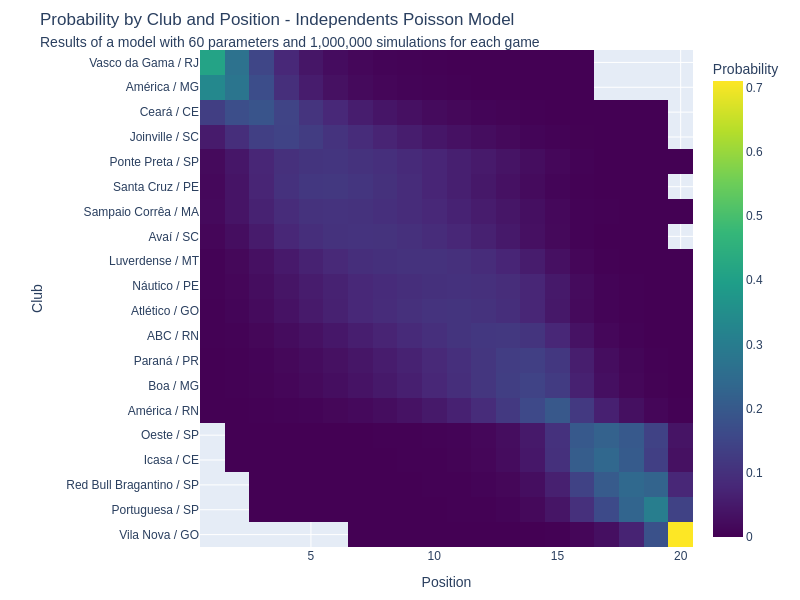 Probability by Club and Position - Independents Poisson Model
Results of a model with 60 parameters and 1,000,000 simulations for each game
Probability
Vasco da Gama / RJ
América / MG
Ceará / CE
Joinville / SC
Ponte Preta / SP
Santa Cruz / PE
Sampaio Corrêa / MA
Avaí / SC
Luverdense / MT
Náutico / PE
Atlético / GO
ABC / RN
Paraná / PR
Boa / MG
América / RN
Oeste / SP
Icasa / CE
Red Bull Bragantino / SP
Portuguesa / SP
Vila Nova / GO
Club
5
10
15
20
Position
0.7
0.6
0.5
0.4
0.3
0.2
0.1
0